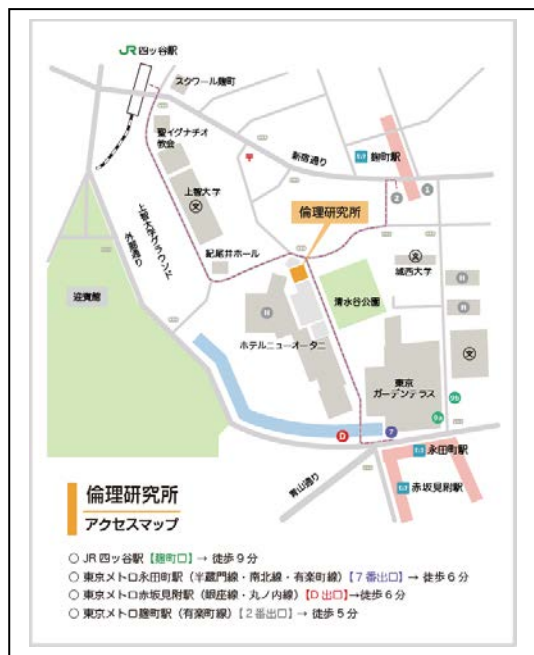 JR 四ッ谷駅
スクワール麹町
聖イグナチオ
教会
新宿通り
麹町駅
上智大学
文
倫理研究所
2
1
上智大学グラウンド
外堀通り
紀尾井ホール
文
城西大学
迎賓館
清水谷公園
H
H
H
ホテルニューオータニ
文
東京
ガーデンテラス
9b
9a
D
7
永田町駅
青山通り
赤坂見附駅
倫理研究所
アクセスマップ
○ JR 四ッ谷駅【麹町口】→ 徒歩９分
○ 東京メトロ永田町駅（半蔵門線・南北線・有楽町線）【７番出口】→ 徒歩６分
○ 東京メトロ赤坂見附駅（銀座線・丸ノ内線）【D 出口】→徒歩６分
○ 東京メトロ麹町駅（有楽町線）【２番出口】→ 徒歩５分